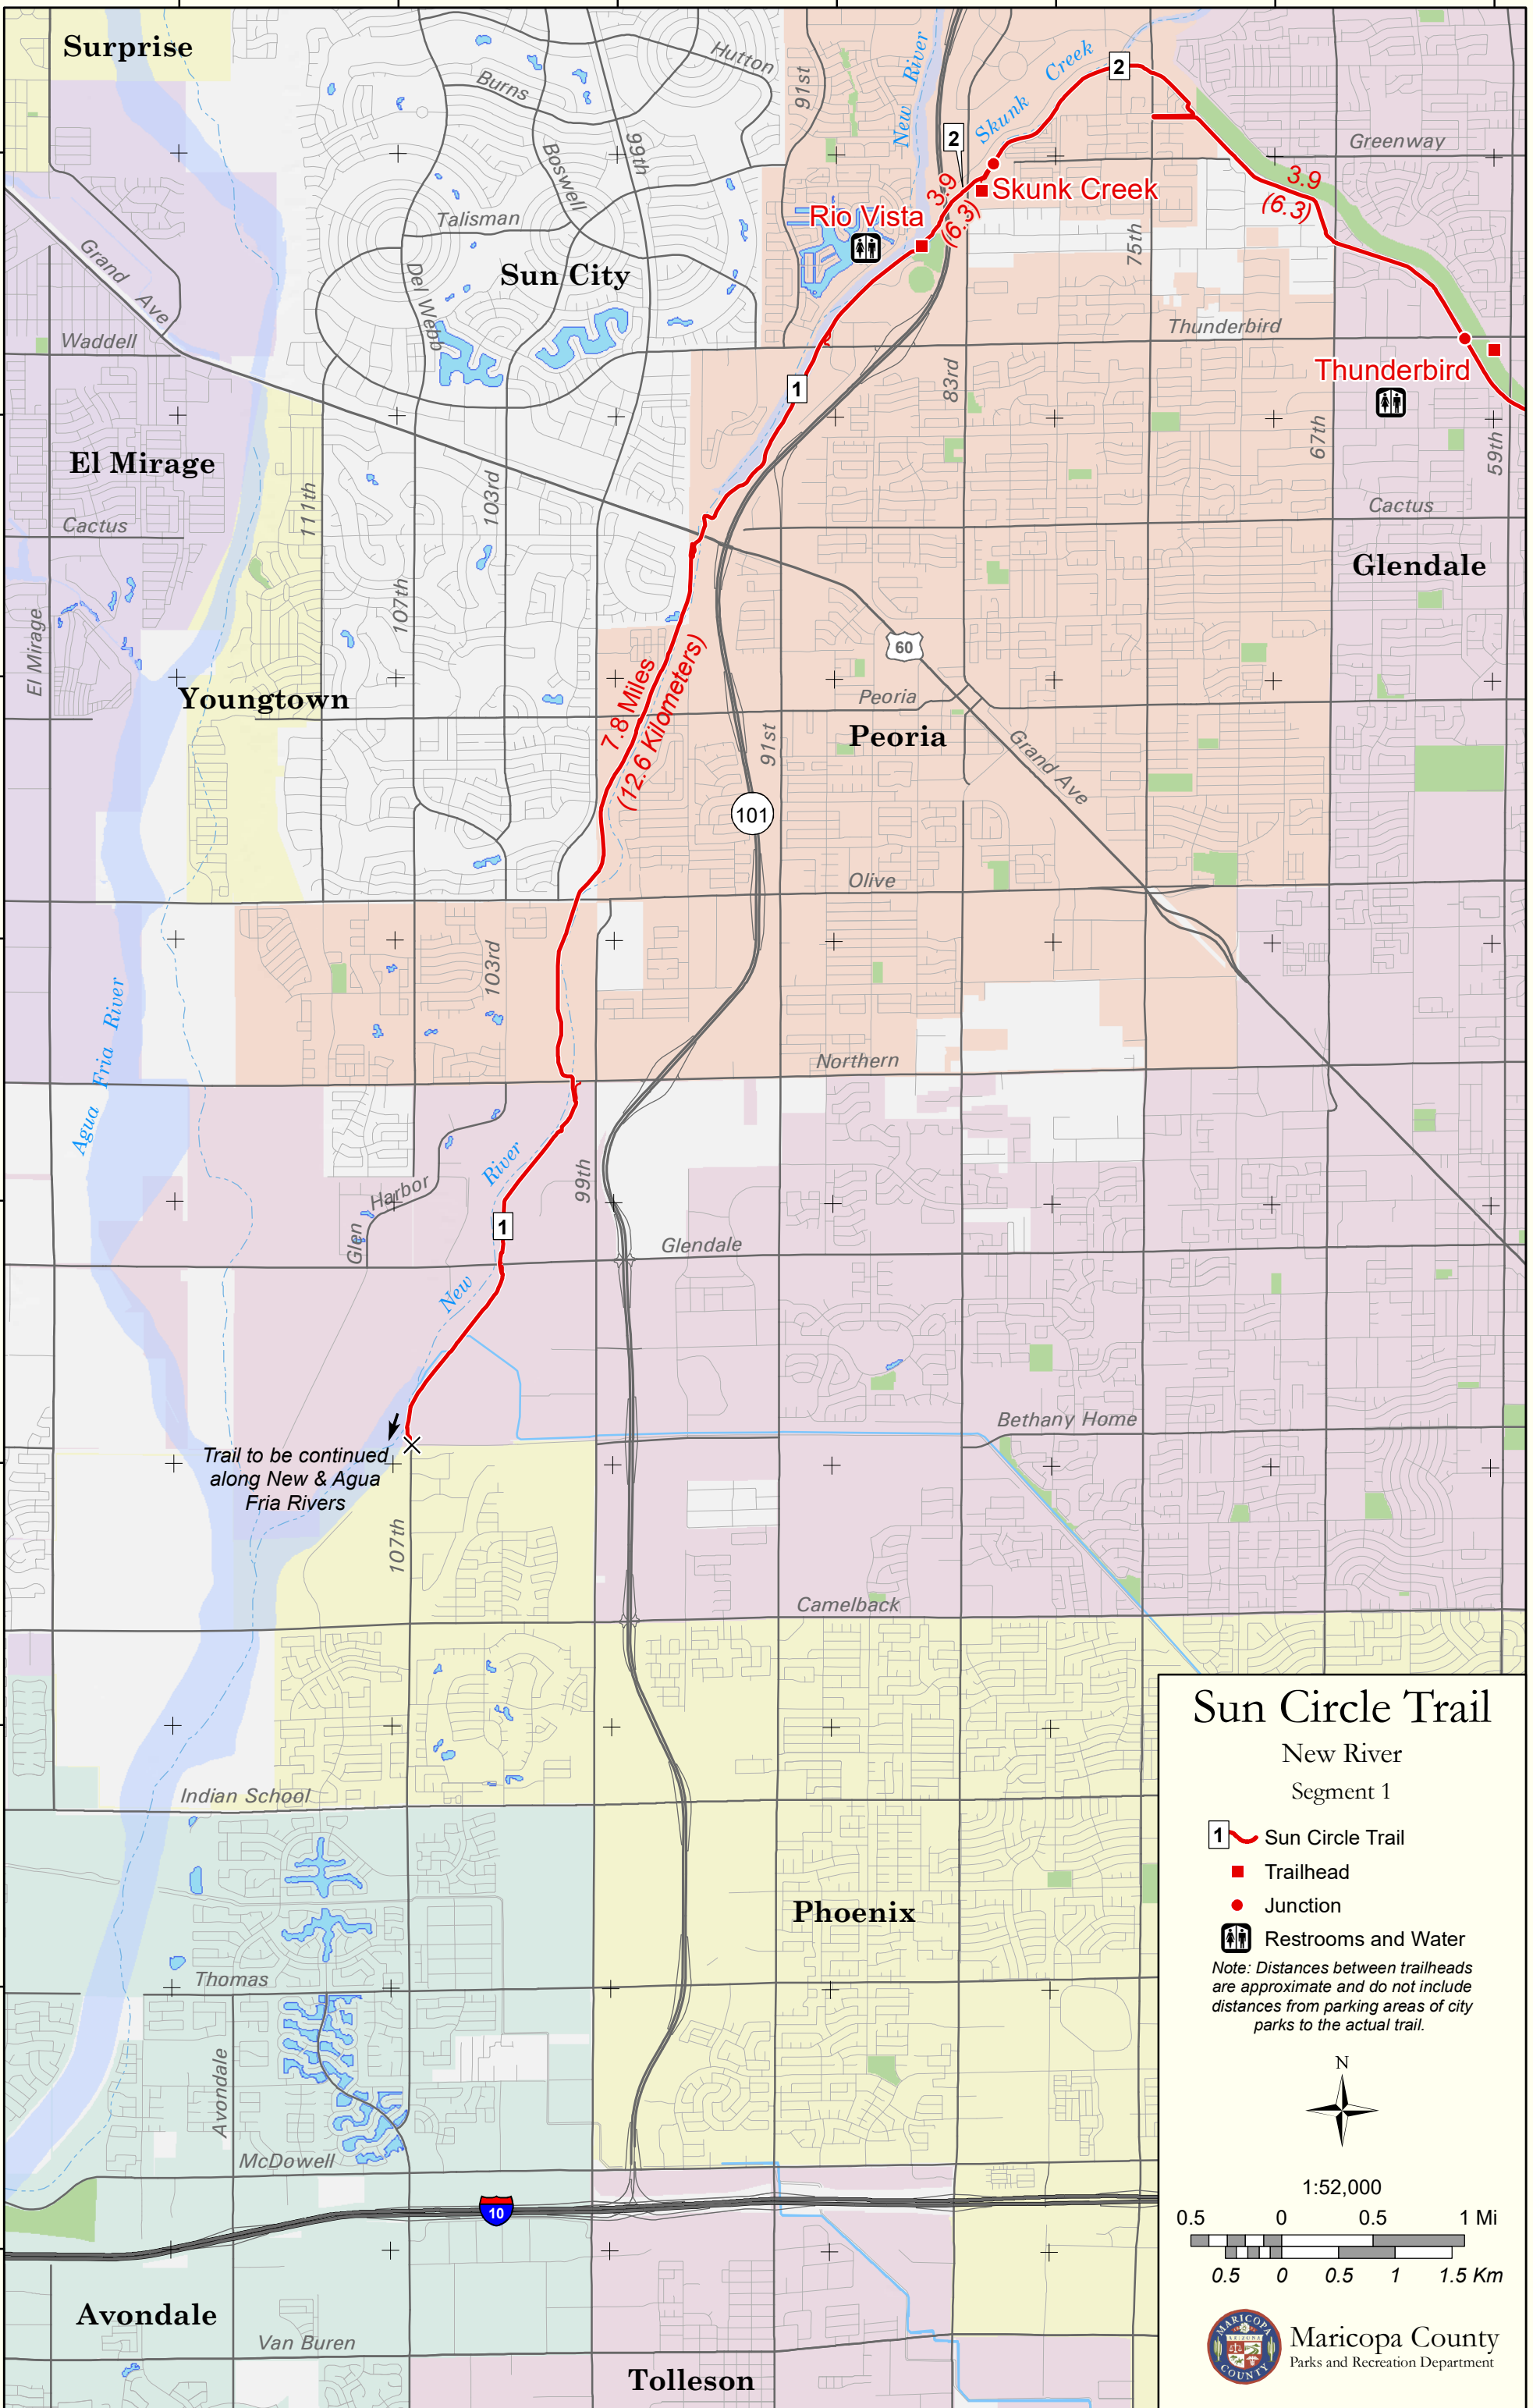 Surprise
Hutton
Burns
91st
New River
Skunk Creek
2
99th
Boswell
2
Greenway
Talisman
3.9
(6.3)
Skunk Creek
3.9
(6.3)
Rio Vista
75th
Grand Ave
Sun City
Del Webb
Waddell
Thunderbird
Thunderbird
1
83rd
67th
59th
El Mirage
111th
103rd
Cactus
Cactus
Glendale
107th
El Mirage
60
Youngtown
7.8 Miles
(12.6 Kilometers)
Peoria
91st
Peoria
Grand Ave
101
Olive
103rd
Agua Fria River
Northern
River
99th
Harbor
Glen
1
Glendale
New
Bethany Home
Trail to be continued
along New & Agua
Fria Rivers
107th
Camelback
Indian School
Phoenix
Thomas
Avondale
McDowell
10
Avondale
Van Buren
Tolleson
Sun Circle Trail
New River
Segment 1
1
Sun Circle Trail
Trailhead
Junction
Restrooms and Water
Note: Distances between trailheads
are approximate and do not include
distances from parking areas of city
parks to the actual trail.
N
1:52,000
0.5 0 0.5 1 Mi
0.5 0 0.5 1 1.5 Km
MARICOPA
COUNTY
Maricopa County
Parks and Recreation Department